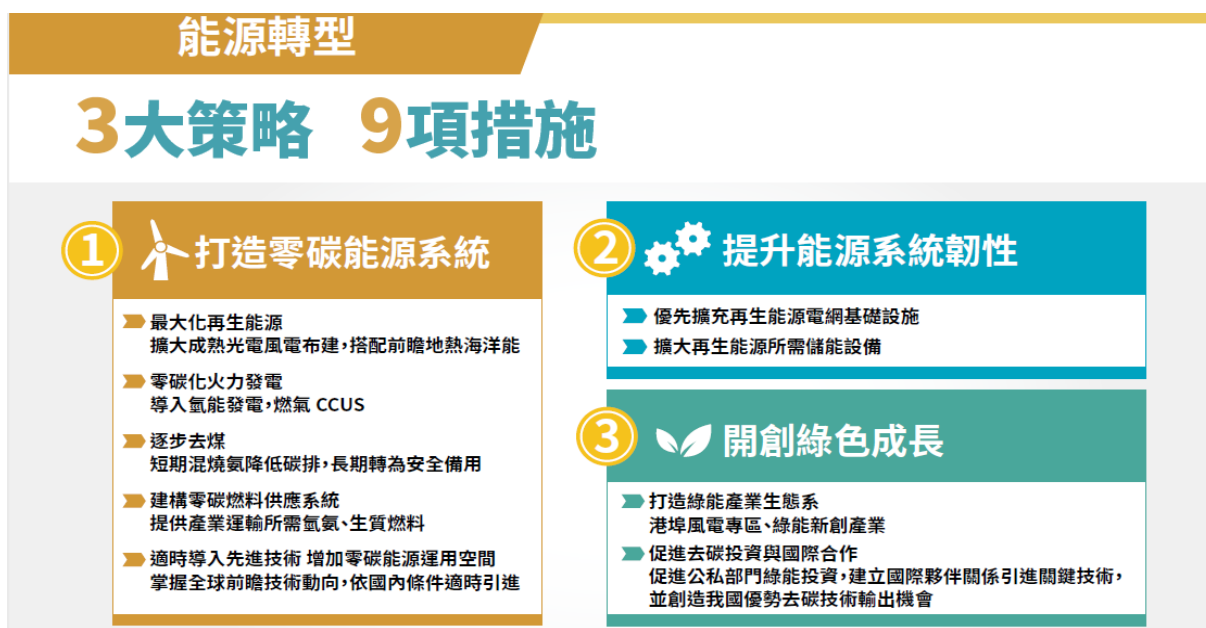 能源轉型
3大策略 9項措施
1 打造零碳能源系統
最大化再生能源
擴大成熟光電風電布建,搭配前瞻地熱海洋能
零碳化火力發電
導入氫能發電,燃氣 CCUS
逐步去煤
短期混燒氨降低碳排,長期轉為安全備用
建構零碳燃料供應系統
提供產業運輸所需氫氨、生質燃料
適時導入先進技術 增加零碳能源運用空間
掌握全球前瞻技術動向,依國內條件適時引進
2 提升能源系統韌性
優先擴充再生能源電網基礎設施
擴大再生能源所需儲能設備
3 開創綠色成長
打造綠能產業生態系
港埠風電專區、綠能新創產業
促進去碳投資與國際合作
促進公私部門綠能投資,建立國際夥伴關係引進關鍵技術,
並創造我國優勢去碳技術輸出機會